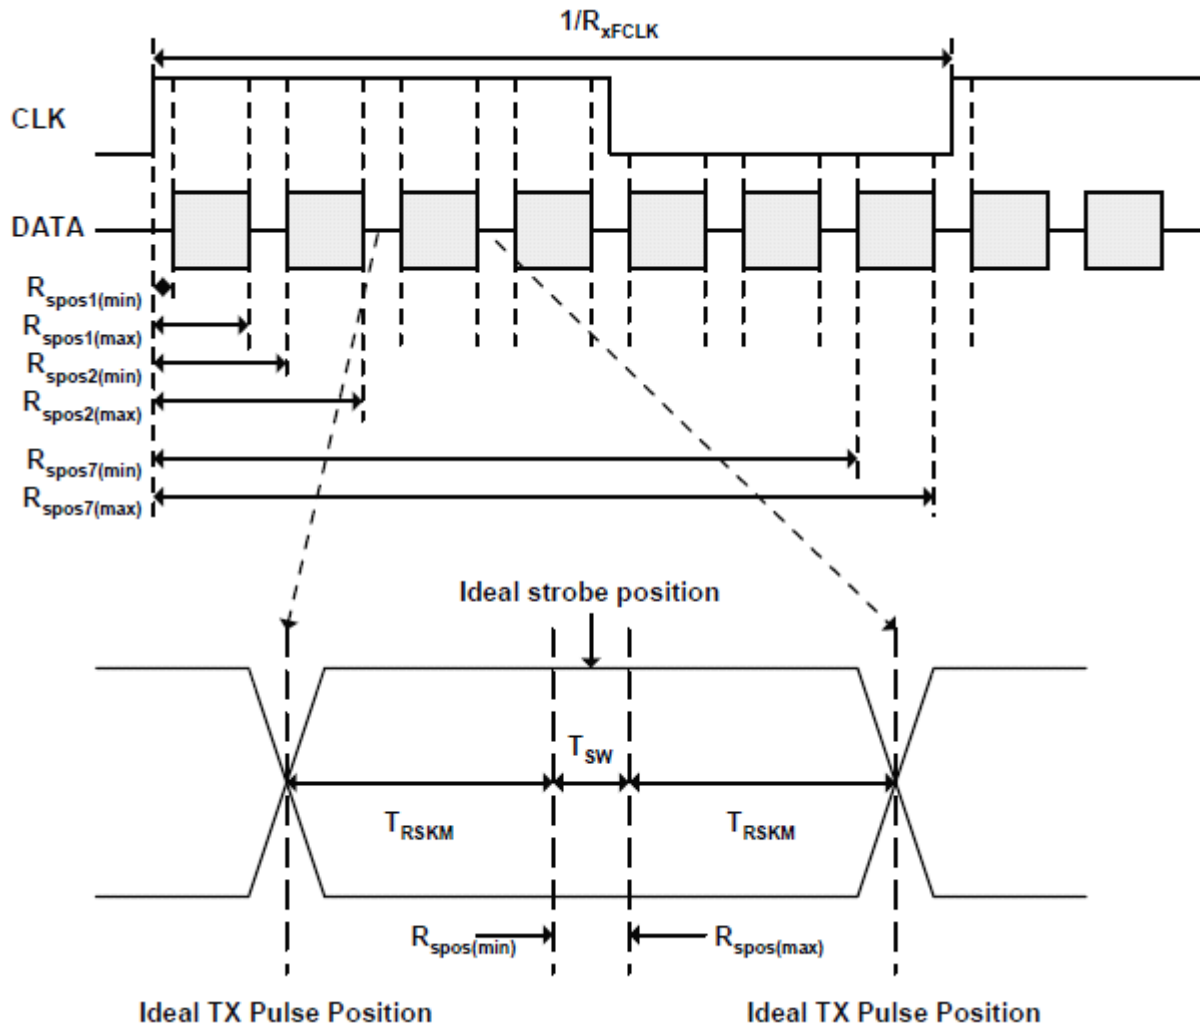 1/RxFCLK
CLK
DATA
Rspos1(min)
Rspos1(max)
Rspos2(min)
Rspos2(max)
Rspos7(min)
Rspos7(max)
Ideal strobe position
TSW
TRSKM TRSKM
Rspos(min) Rspos(max)
Ideal TX Pulse Position Ideal TX Pulse Position